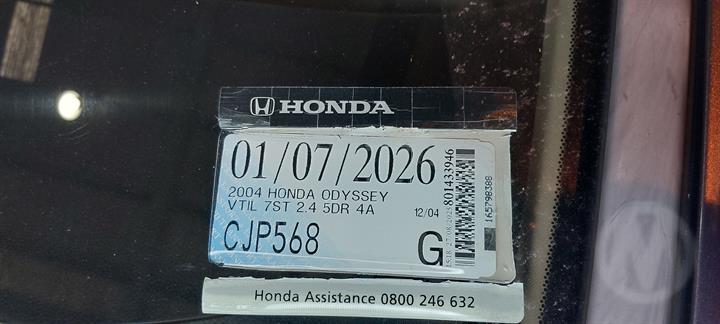 HONDA
01/07/2026
2004 HONDA ODYSSEY
VTIL 7ST 2.4 5DR 4A
12/04
CJP568
G
801433946
165798388
Honda Assistance 0800 246 632